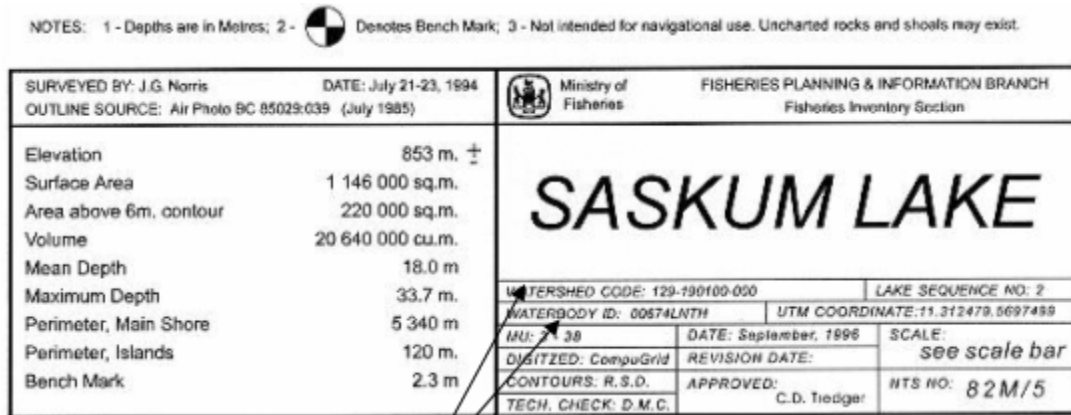 NOTES: 1 - Depths are in Metres; 2 - Denotes Bench Mark; 3 - Not intended for navigational use. Uncharted rocks and shoals may exist.
SURVEYED BY: J.G. Norris DATE: July 21-23, 1994
OUTLINE SOURCE: Air Photo BC 85029:039 (July 1985)
Elevation 853 m. ±
Surface Area 1 146 000 sq.m.
Area above 6m. contour 220 000 sq.m.
Volume 20 640 000 cu.m.
Mean Depth 18.0 m
Maximum Depth 33.7 m.
Perimeter, Main Shore 5 340 m
Perimeter, Islands 120 m.
Bench Mark 2.3 m
Ministry of
Fisheries
FISHERIES PLANNING & INFORMATION BRANCH
Fisheries Inventory Section
SASKUM LAKE
WATERSHED CODE: 129-190100-000 LAKE SEQUENCE NO: 2
WATERBODY ID: 00674LNTH UTM COORDINATE:11.312479.5697499
MU: 3 - 38 DATE: September, 1996 SCALE:
see scale bar
DIGITZED: CompuGrid REVISION DATE:
CONTOURS: R.S.D. APPROVED: NTS NO: 82M/5
C.D. Tredger
TECH. CHECK: D.M.C.